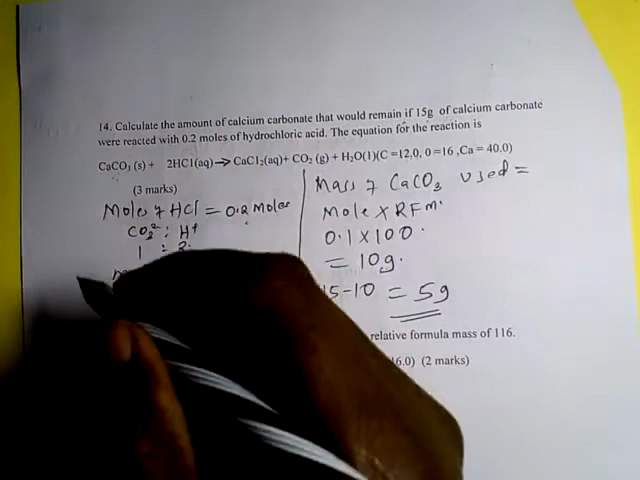 14. Calculate the amount of calcium carbonate that would remain if 15g of calcium carbonate
were reacted with 0.2 moles of hydrochloric acid. The equation for the reaction is
CaCO3 (s) + 2HCl(aq) → CaCl2(aq)+ CO2 (g) + H2O(l)(C =12,0, 0 =16 ,Ca = 40.0)
(3 marks)
Moles of HCl = 0.2 Moles
CO3²⁻ : H⁺
1 : 2
Mass of CaCO3 used =
Mole X RFM
0.1 X 100
= 10g.
15-10 = 5g
relative formula mass of 116.
(2 marks)